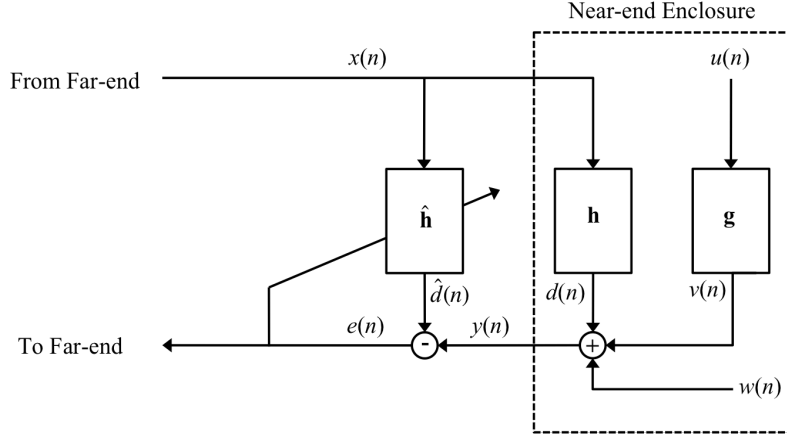 Near-end Enclosure
x(n)
u(n)
From Far-end
ĥ
h
g
d̂(n)
d(n)
v(n)
e(n)
y(n)
To Far-end
-
+
w(n)